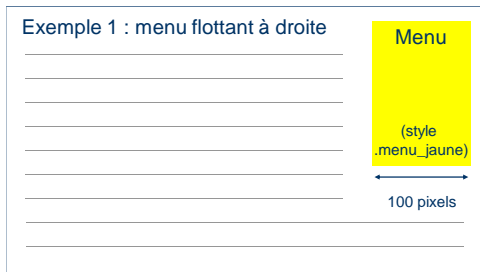 Exemple 1 : menu flottant à droite
Menu
(style
.menu_jaune)
100 pixels